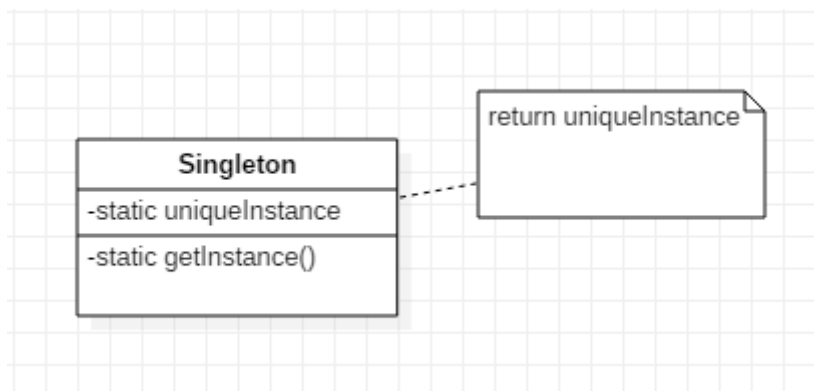 Singleton
-static uniqueInstance
-static getInstance()
return uniqueInstance